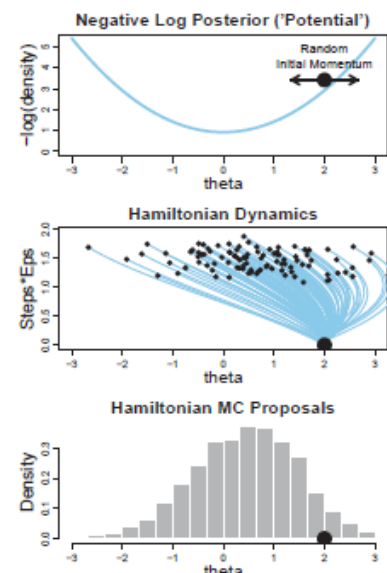 Negative Log Posterior ('Potential')
−log(density)
0 1 2 3 4 5
Random
Initial Momentum
−3 −2 −1 0 1 2 3
theta
Hamiltonian Dynamics
Steps*Eps
0.0 0.5 1.0 1.5 2.0
−3 −2 −1 0 1 2 3
theta
Hamiltonian MC Proposals
Density
0.0 0.1 0.2 0.3
−3 −2 −1 0 1 2 3
theta